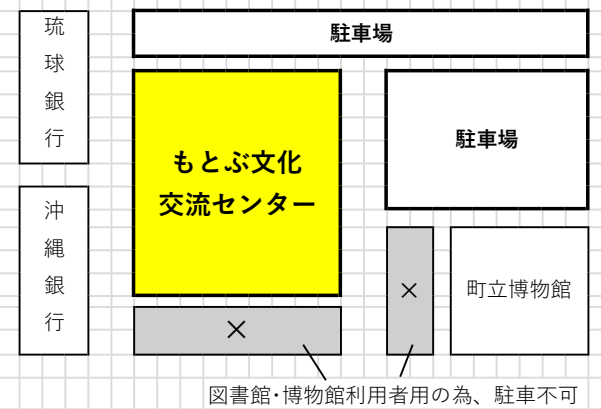 駐車場
琉球銀行
もとぶ文化
交流センター
駐車場
沖縄銀行
×
×
町立博物館
図書館･博物館利用者用の為、駐車不可